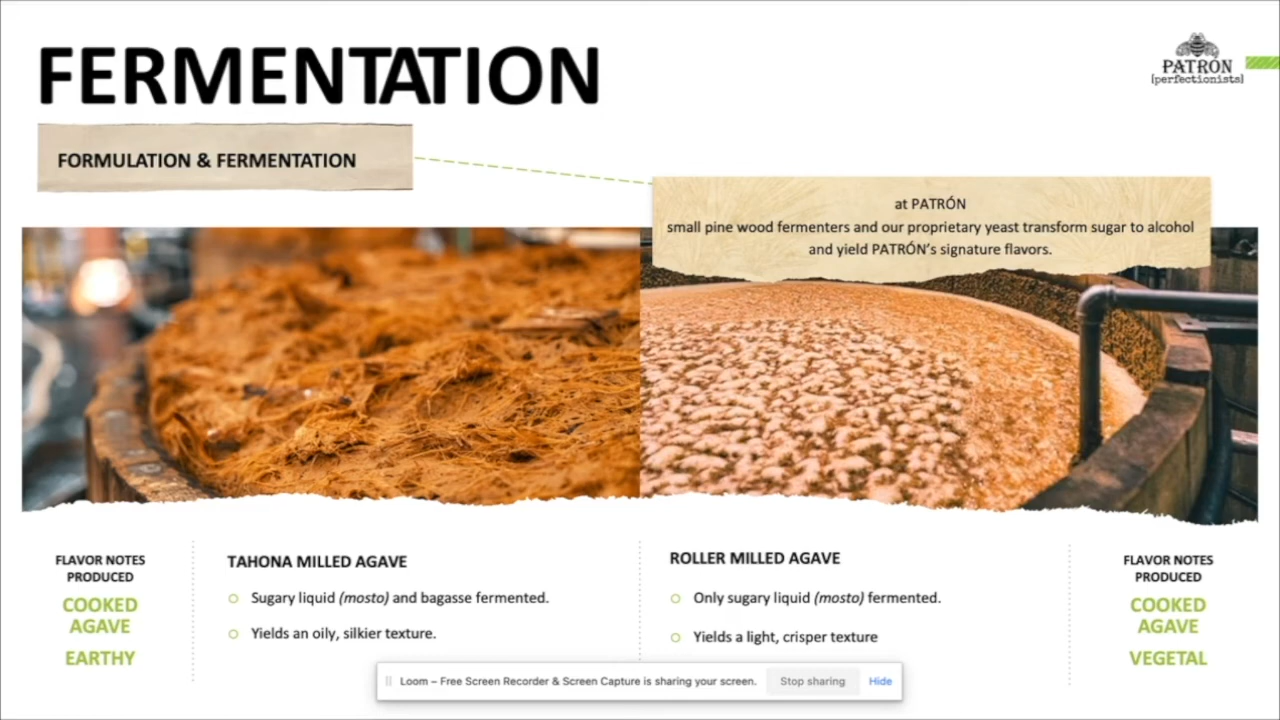 FERMENTATION
PATRÓN
[perfectionists]
FORMULATION & FERMENTATION
at PATRÓN
small pine wood fermenters and our proprietary yeast transform sugar to alcohol
and yield PATRÓN’s signature flavors.
FLAVOR NOTES
PRODUCED
COOKED
AGAVE
EARTHY
TAHONA MILLED AGAVE
Sugary liquid (mosto) and bagasse fermented.
Yields an oily, silkier texture.
ROLLER MILLED AGAVE
Only sugary liquid (mosto) fermented.
Yields a light, crisper texture
FLAVOR NOTES
PRODUCED
COOKED
AGAVE
VEGETAL
Loom – Free Screen Recorder & Screen Capture is sharing your screen. Stop sharing Hide